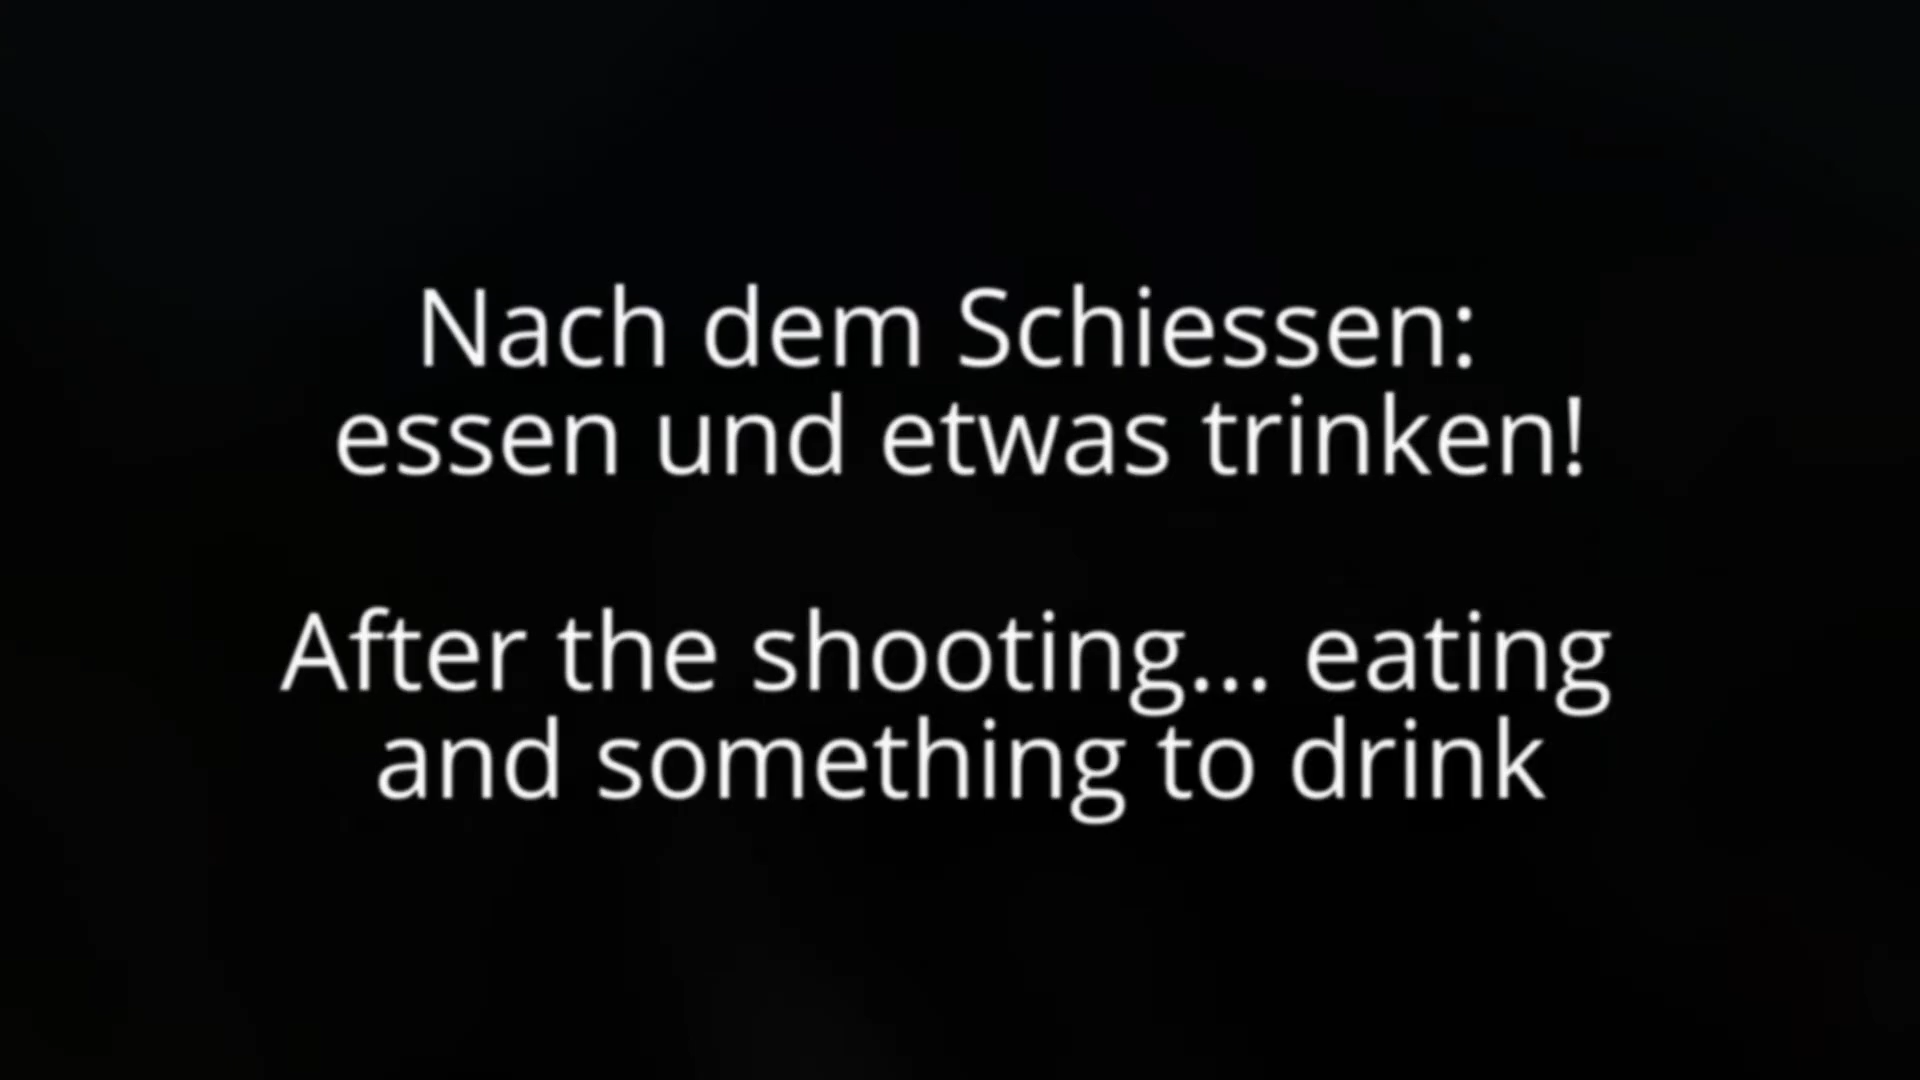 Nach dem Schiessen:
essen und etwas trinken!
After the shooting... eating
and something to drink